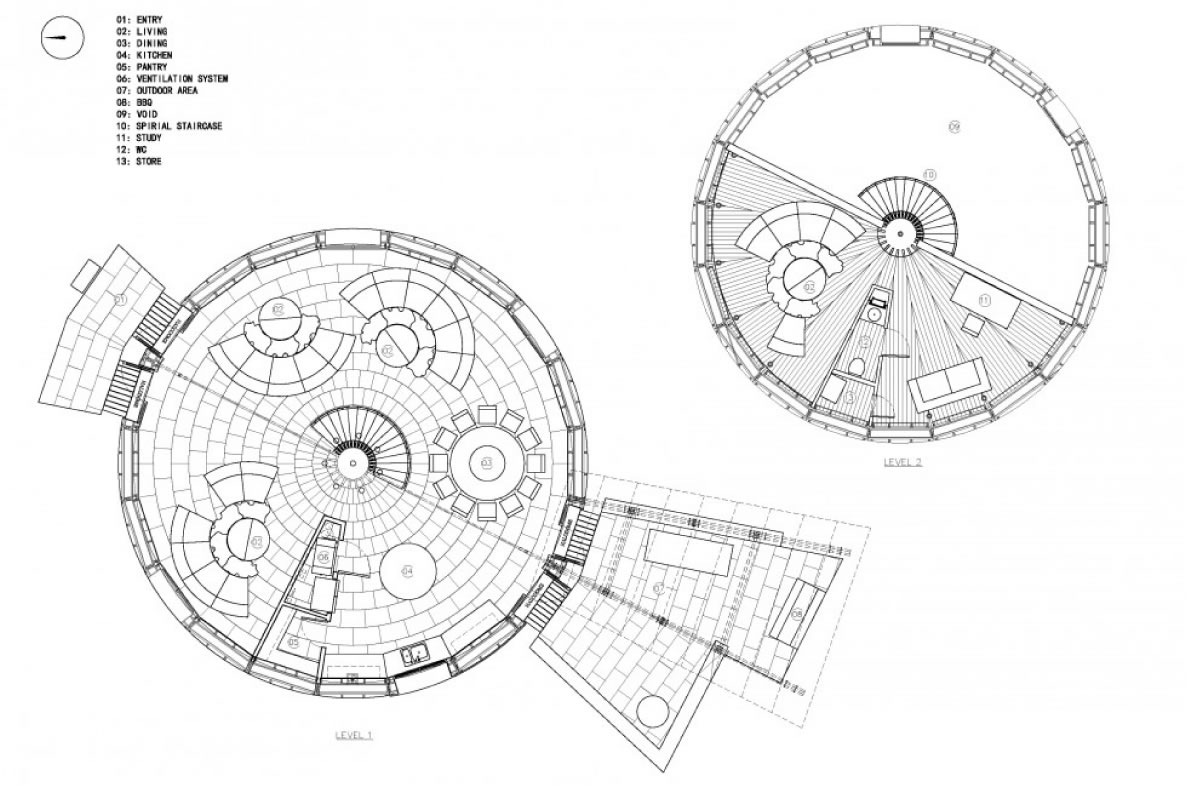 01: ENTRY
02: LIVING
03: DINING
04: KITCHEN
05: PANTRY
06: VENTILATION SYSTEM
07: OUTDOOR AREA
08: BBQ
09: VOID
10: SPIRIAL STAIRCASE
11: STUDY
12: WC
13: STORE
09
10
02
11
13
LEVEL 2
01
02
02
03
02
06
04
05
07
08
LEVEL 1